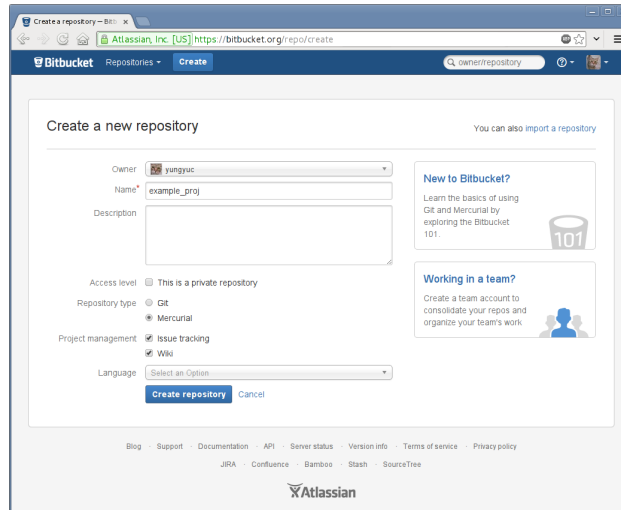 Create a repository — Bitb
Atlassian, Inc. [US] https://bitbucket.org/repo/create
Bitbucket Repositories Create owner/repository
Create a new repository
You can also import a repository
Owner yungyuc
Name* example_proj
Description
Access level This is a private repository
Repository type Git
Mercurial
Project management Issue tracking
Wiki
Language Select an Option
Create repository Cancel
New to Bitbucket?
Learn the basics of using
Git and Mercurial by
exploring the Bitbucket
101.
101
Working in a team?
Create a team account to
consolidate your repos and
organize your team's work
Blog · Support · Documentation · API · Server status · Version info · Terms of service · Privacy policy
JIRA · Confluence · Bamboo · Stash · SourceTree
Atlassian